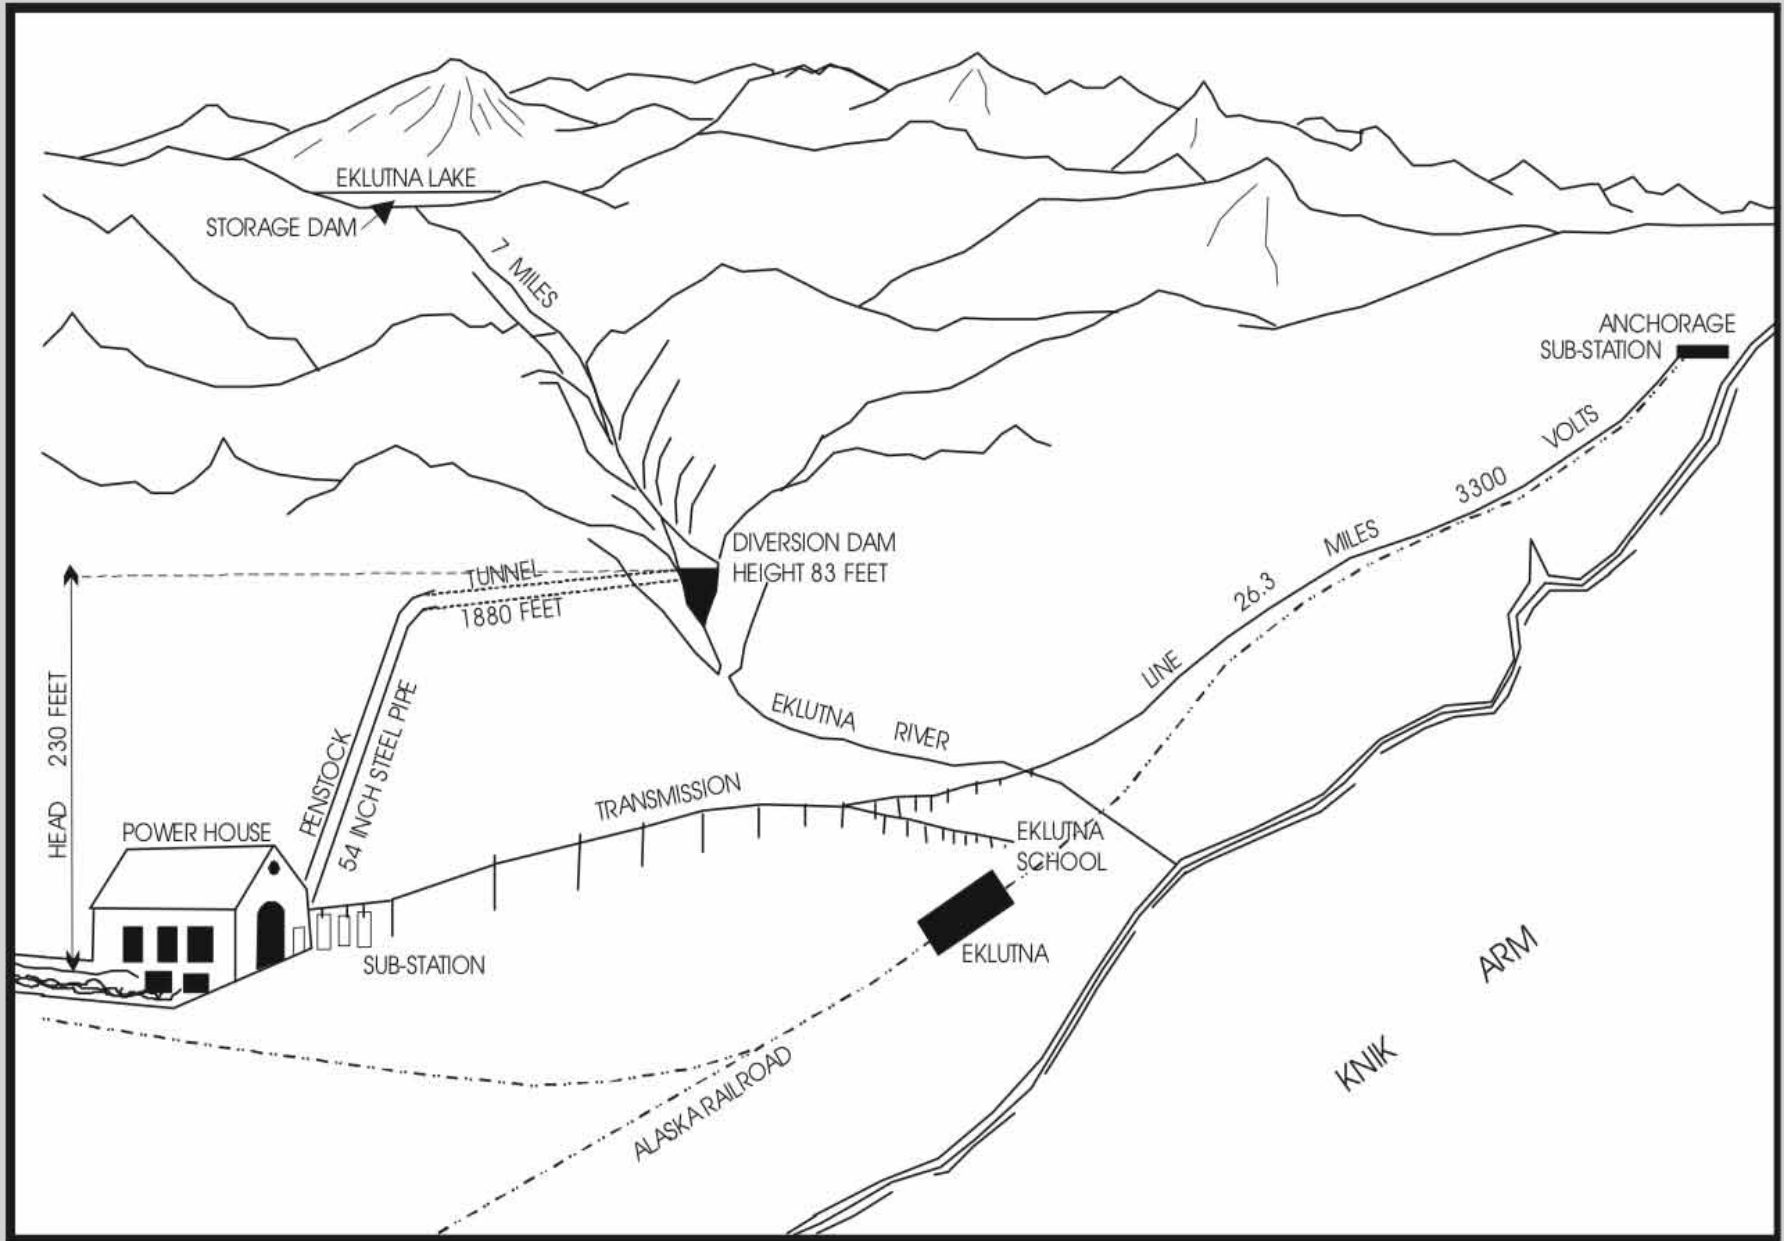 EKLUTNA LAKE
STORAGE DAM
7 MILES
ANCHORAGE
SUB-STATION
DIVERSION DAM
HEIGHT 83 FEET
TUNNEL
1880 FEET
HEAD 230 FEET
PENSTOCK
54 INCH STEEL PIPE
POWER HOUSE
SUB-STATION
TRANSMISSION LINE 26.3 MILES 3300 VOLTS
EKLUTNA RIVER
EKLUTNA
SCHOOL
EKLUTNA
ALASKA RAILROAD
KNIK ARM